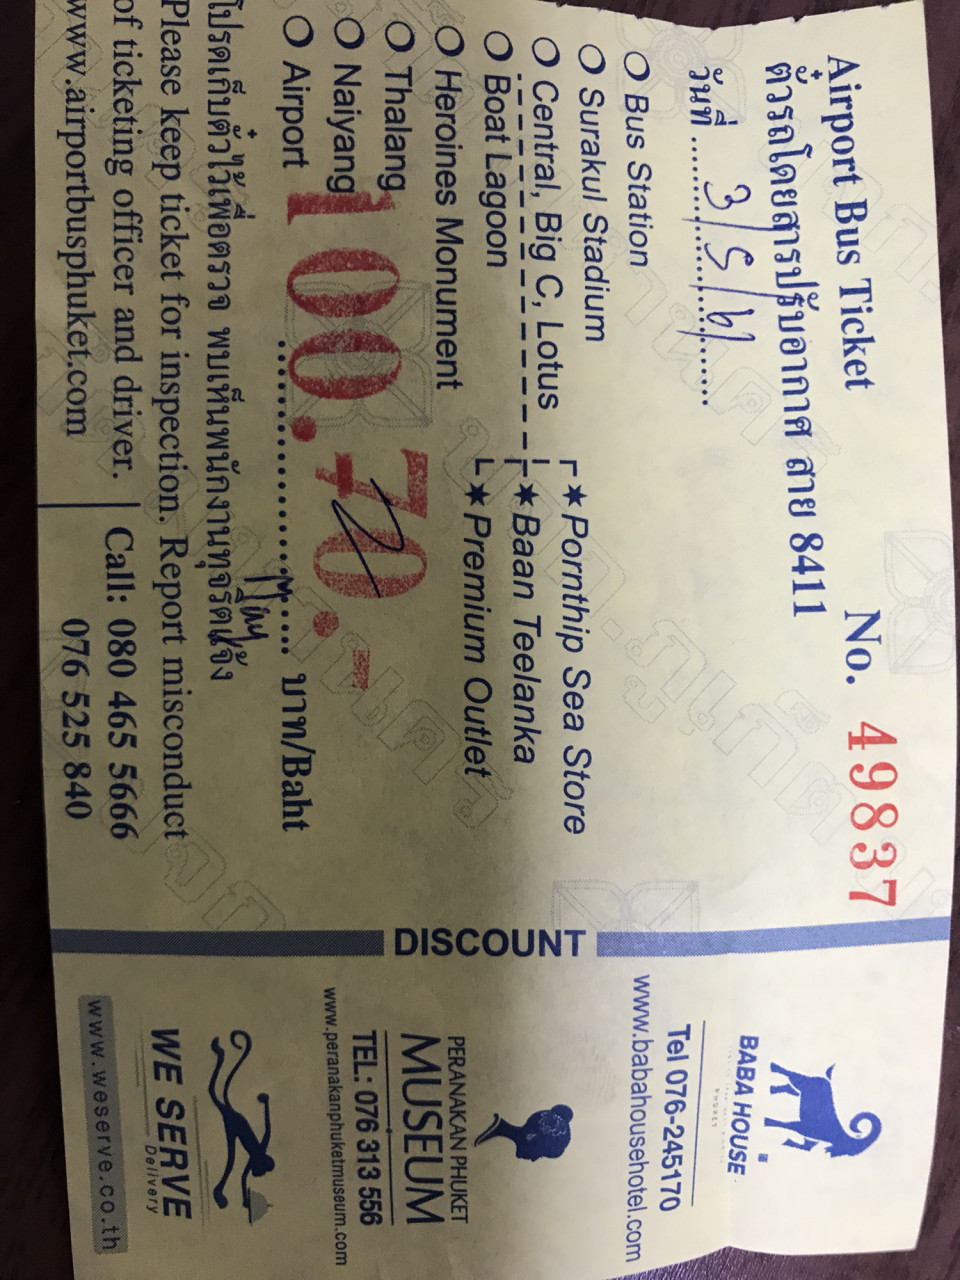 Airport Bus Ticket No. 49837
ตั๋วรถโดยสารปรับอากาศ สาย 8411
วันที่ 3/5/61
Bus Station
Surakul Stadium
Central, Big C, Lotus
Boat Lagoon
Heroines Monument
Thalang
Naiyang
Airport
★ Pornthip Sea Store
★ Baan Teelanka
★ Premium Outlet
100.-
70.-
บาท/Baht
โปรดเก็บตั๋วไว้เพื่อตรวจ พบเห็นพนักงานทุจริตแจ้ง
Please keep ticket for inspection. Report misconduct
of ticketing officer and driver. Call: 080 465 5666
www.airportbusphuket.com 076 525 840
DISCOUNT
BABA HOUSE
PHUKET
Tel 076-245170
www.babahousehotel.com
PERANAKAN PHUKET
MUSEUM
TEL: 076 313 556
www.peranakanphuketmuseum.com
WE SERVE
Delivery
www.weserve.co.th